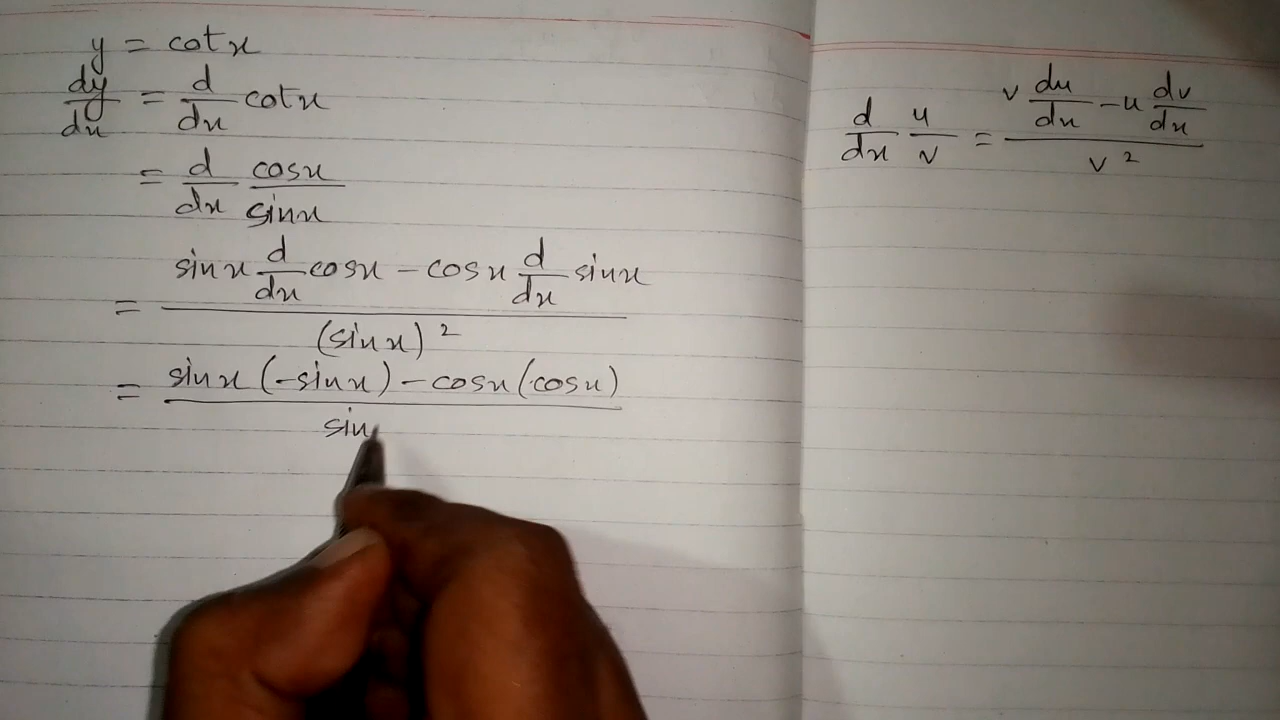 y = cot x
dy/dx = d/dx cot x
= d/dx cos x/sin x
= sin x d/dx cos x - cos x d/dx sin x / (sin x)²
= sin x (-sin x) - cos x (cos x) / sin
d/dx u/v = v du/dx - u dv/dx / v²